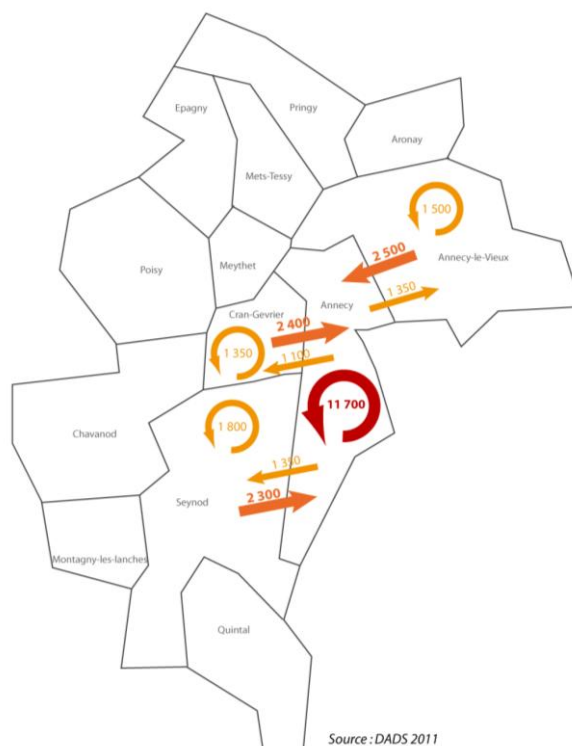 Epagny
Pringy
Aronay
Mets-Tessy
1 500
Annecy-le-Vieux
2 500
Meythet
Poisy
1 350
Annecy
Cran-Gevrier
2 400
1 350
1 100
11 700
1 800
Chavanod
1 350
2 300
Seynod
Montagny-les-lanches
Quintal
Source : DADS 2011